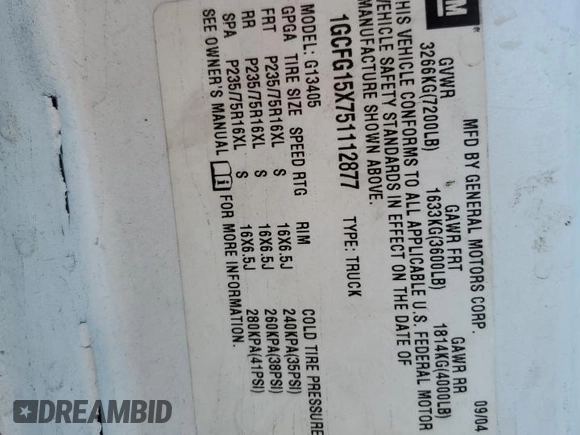 GM
MFD BY GENERAL MOTORS CORP. 09/04
GVWR GAWR FRT GAWR RR
3266KG(7200LB) 1633KG(3600LB) 1814KG(4000LB)
THIS VEHICLE CONFORMS TO ALL APPLICABLE U.S. FEDERAL MOTOR
VEHICLE SAFETY STANDARDS IN EFFECT ON THE DATE OF
MANUFACTURE SHOWN ABOVE.
1GCFG15X751112877 TYPE: TRUCK
MODEL: G13405
GPGA TIRE SIZE SPEED RTG RIM COLD TIRE PRESSURE
FRT P235/75R16XL S 16X6.5J 240KPA(35PSI)
RR P235/75R16XL S 16X6.5J 260KPA(38PSI)
SPA P235/75R16XL S 16X6.5J 280KPA(41PSI)
SEE OWNER'S MANUAL FOR MORE INFORMATION.
DREAMBID